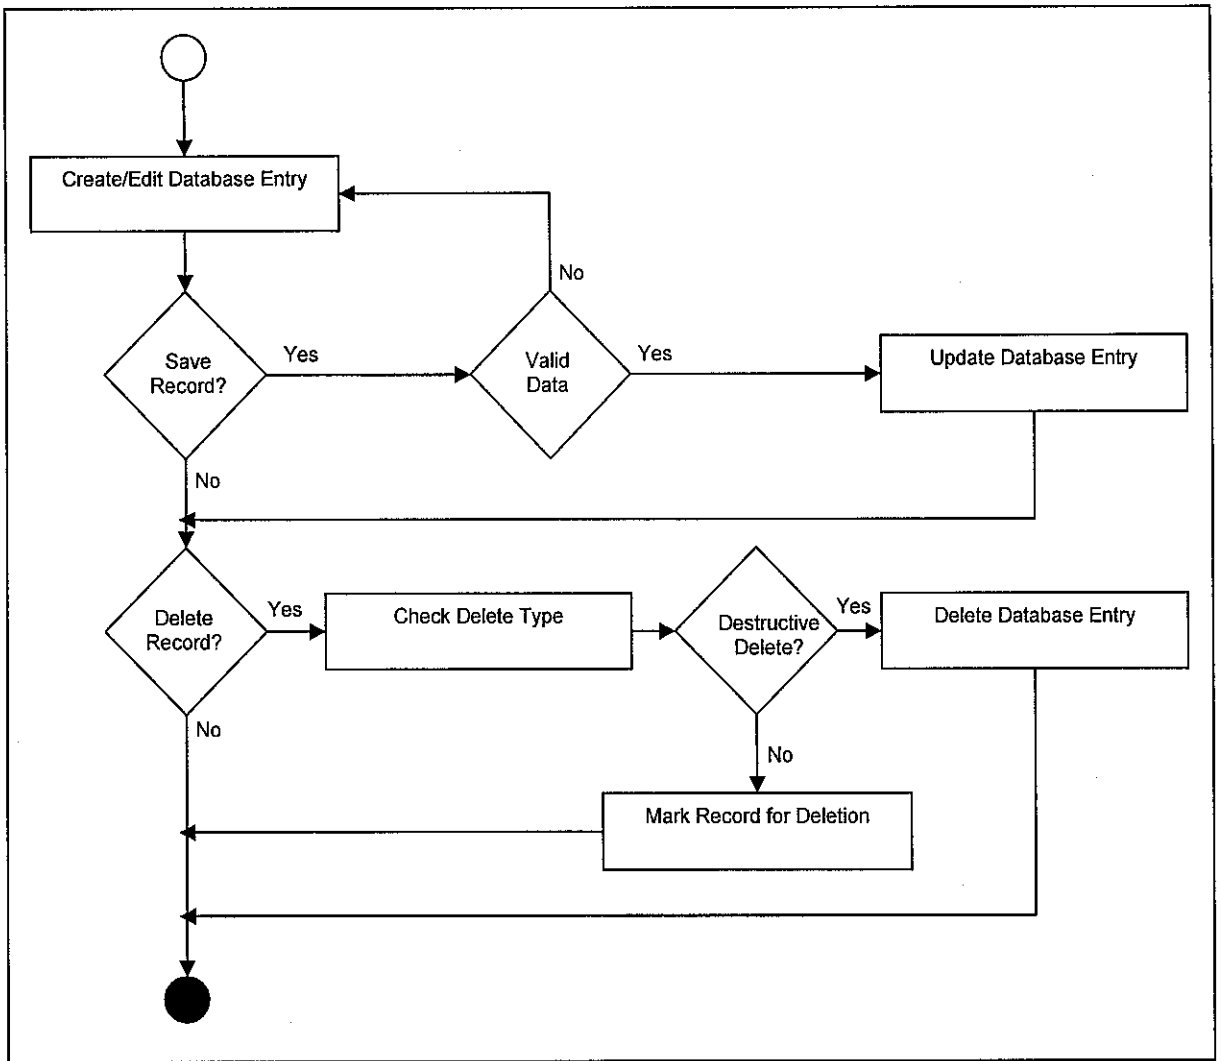 Create/Edit Database Entry
No
Save
Record?
Yes
Valid
Data
Yes
Update Database Entry
No
Delete
Record?
Yes
Check Delete Type
Destructive
Delete?
Yes
Delete Database Entry
No
No
Mark Record for Deletion